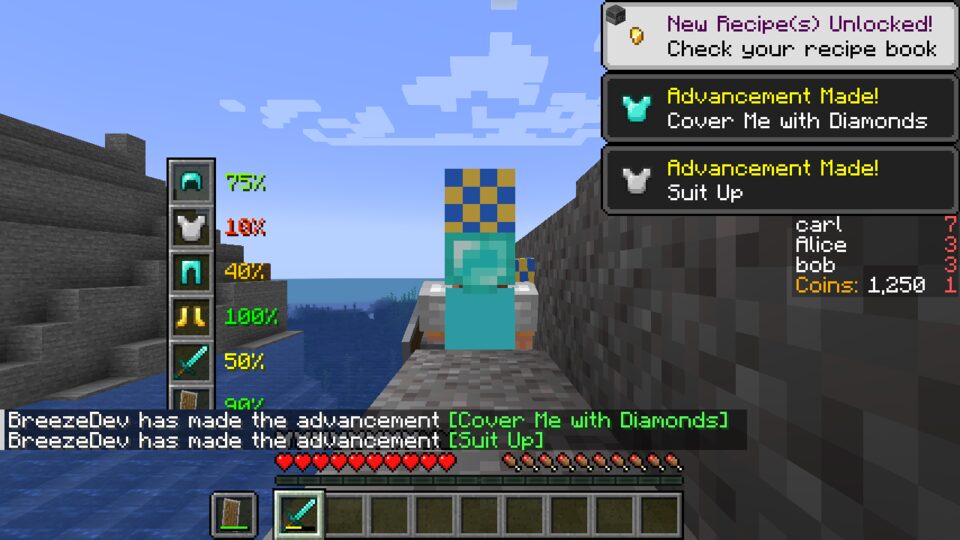 New Recipe(s) Unlocked!
Check your recipe book
Advancement Made!
Cover Me with Diamonds
Advancement Made!
Suit Up
carl 7
Alice 3
bob 3
Coins: 1,250 1
75%
10%
40%
100%
50%
90%
BreezeDev has made the advancement [Cover Me with Diamonds]
BreezeDev has made the advancement [Suit Up]